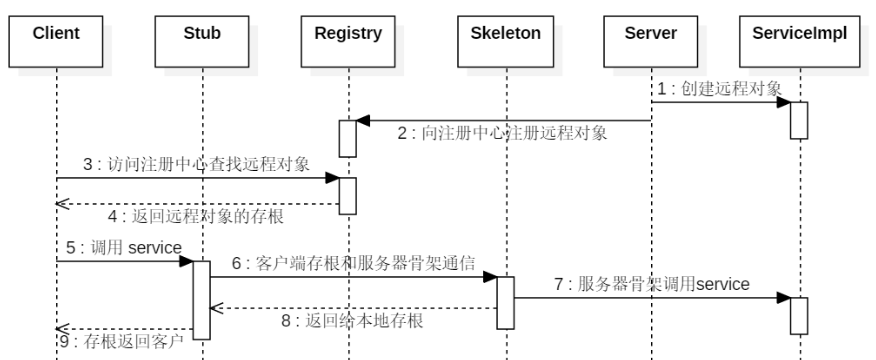 Client Stub Registry Skeleton Server ServiceImpl
1 : 创建远程对象
2 : 向注册中心注册远程对象
3 : 访问注册中心查找远程对象
4 : 返回远程对象的存根
5 : 调用 service
6 : 客户端存根和服务器骨架通信
7 : 服务器骨架调用service
8 : 返回给本地存根
9 : 存根返回客户